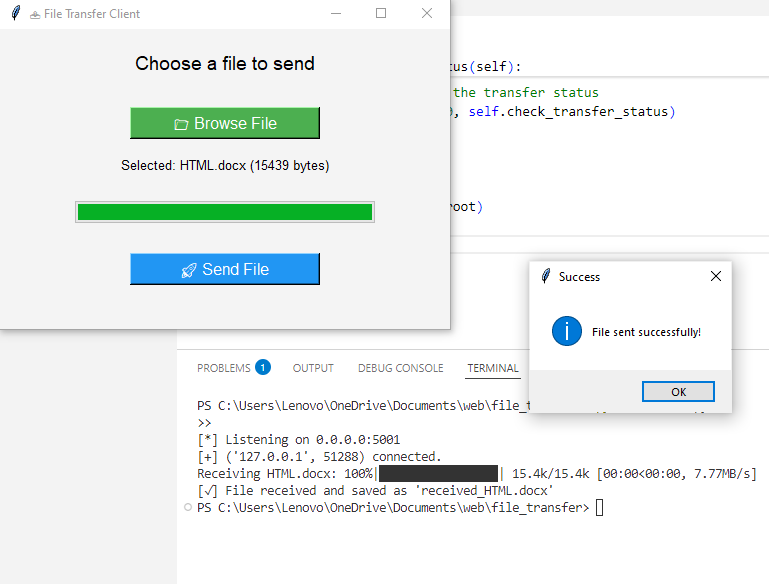 File Transfer Client
Choose a file to send
Browse File
Selected: HTML.docx (15439 bytes)
Send File
tus(self):
the transfer status
, self.check_transfer_status)
root)
Success
File sent successfully!
OK
PROBLEMS 1 OUTPUT DEBUG CONSOLE TERMINAL
PS C:\Users\Lenovo\OneDrive\Documents\web\file_t
>>
[*] Listening on 0.0.0.0:5001
[+] ('127.0.0.1', 51288) connected.
Receiving HTML.docx: 100%|██████████| 15.4k/15.4k [00:00<00:00, 7.77MB/s]
[√] File received and saved as 'received_HTML.docx'
PS C:\Users\Lenovo\OneDrive\Documents\web\file_transfer>